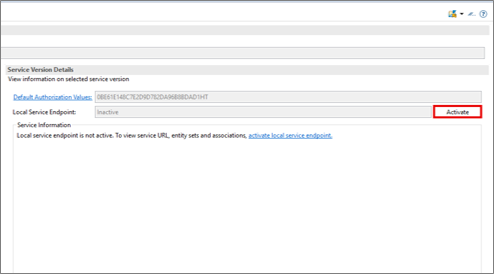 Service Version Details
View information on selected service version
Default Authorization Values:
Local Service Endpoint: Inactive Activate
Service Information
Local service endpoint is not active. To view service URL, entity sets and associations, activate local service endpoint.